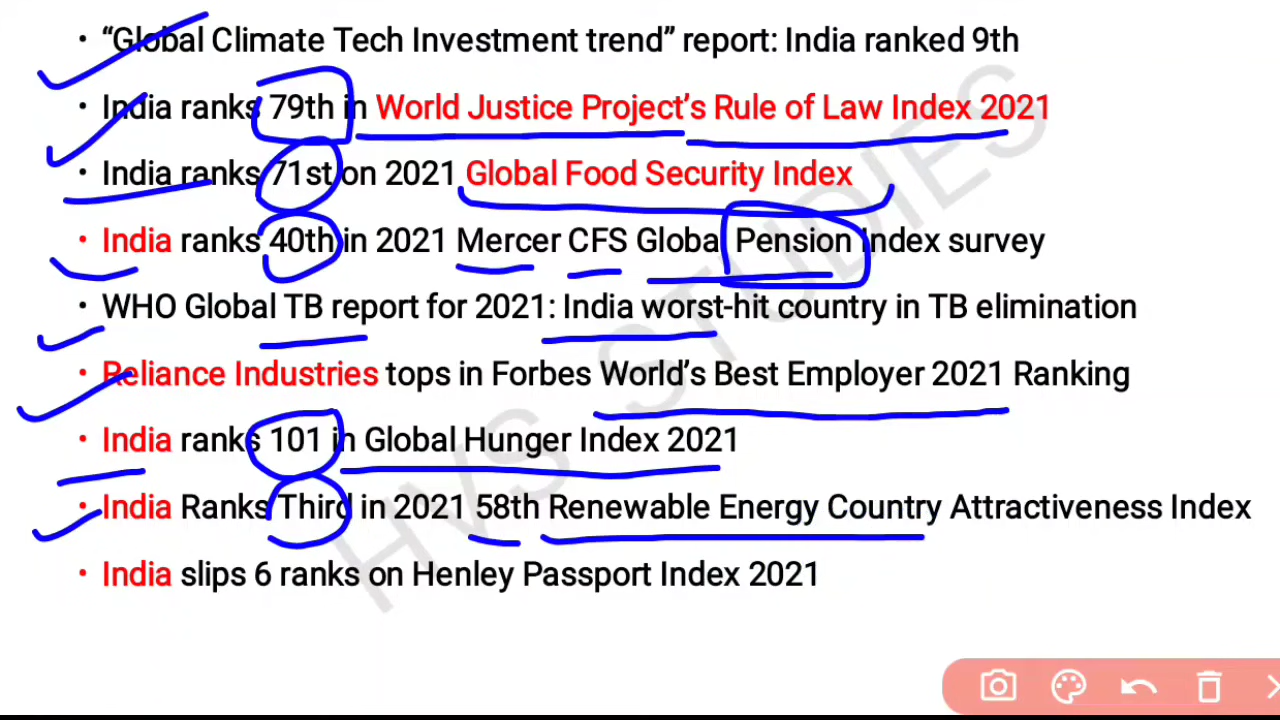 • “Global Climate Tech Investment trend” report: India ranked 9th
• India ranks 79th in World Justice Project’s Rule of Law Index 2021
• India ranks 71st on 2021 Global Food Security Index
• India ranks 40th in 2021 Mercer CFS Global Pension Index survey
• WHO Global TB report for 2021: India worst-hit country in TB elimination
• Reliance Industries tops in Forbes World’s Best Employer 2021 Ranking
• India ranks 101 in Global Hunger Index 2021
• India Ranks Third in 2021 58th Renewable Energy Country Attractiveness Index
• India slips 6 ranks on Henley Passport Index 2021
HVS STUDIES